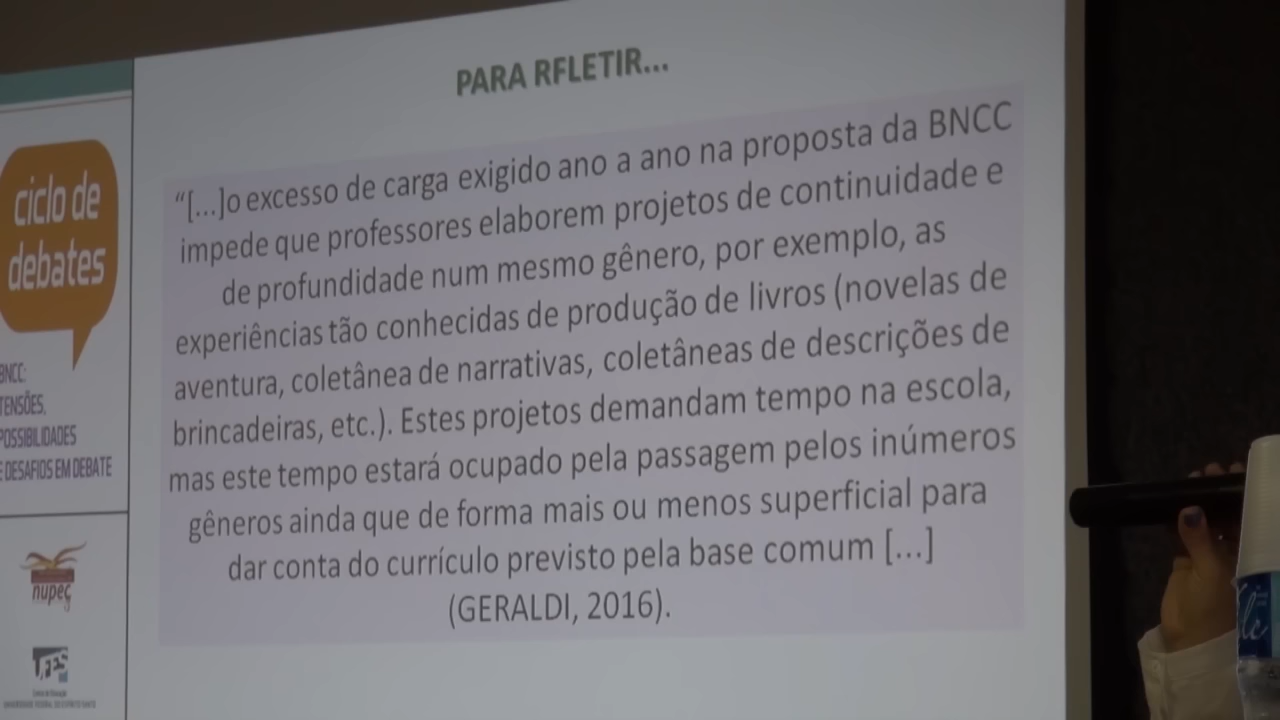 PARA RFLETIR...
“[...]o excesso de carga exigido ano a ano na proposta da BNCC
impede que professores elaborem projetos de continuidade e
de profundidade num mesmo gênero, por exemplo, as
experiências tão conhecidas de produção de livros (novelas de
aventura, coletânea de narrativas, coletâneas de descrições de
brincadeiras, etc.). Estes projetos demandam tempo na escola,
mas este tempo estará ocupado pela passagem pelos inúmeros
gêneros ainda que de forma mais ou menos superficial para
dar conta do currículo previsto pela base comum [...]
(GERALDI, 2016).
ciclo de
debates
BNCC:
TENSÕES,
POSSIBILIDADES
E DESAFIOS EM DEBATE
nupec
UFES